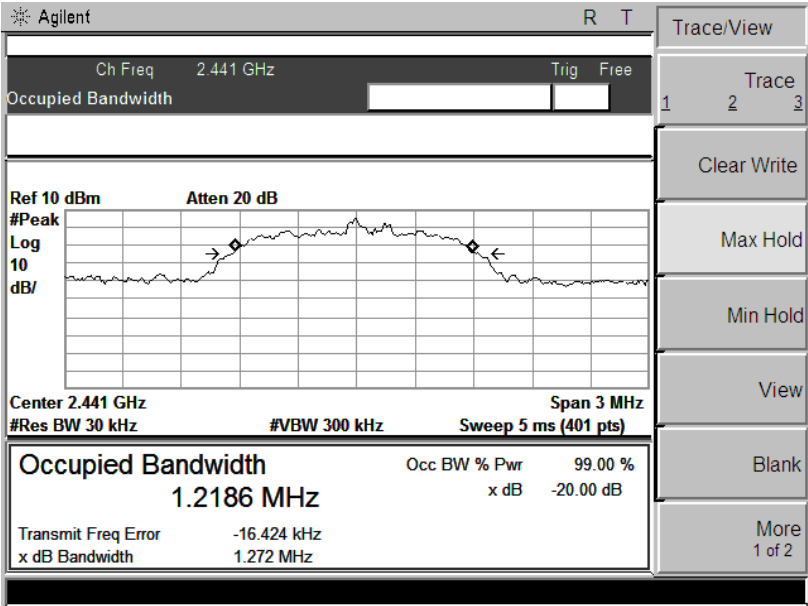 Agilent R T
Ch Freq 2.441 GHz Trig Free
Occupied Bandwidth
Ref 10 dBm Atten 20 dB
#Peak
Log
10
dB/
Center 2.441 GHz Span 3 MHz
#Res BW 30 kHz #VBW 300 kHz Sweep 5 ms (401 pts)
Occupied Bandwidth Occ BW % Pwr 99.00 %
1.2186 MHz x dB -20.00 dB
Transmit Freq Error -16.424 kHz
x dB Bandwidth 1.272 MHz
Trace/View
Trace
1 2 3
Clear Write
Max Hold
Min Hold
View
Blank
More
1 of 2